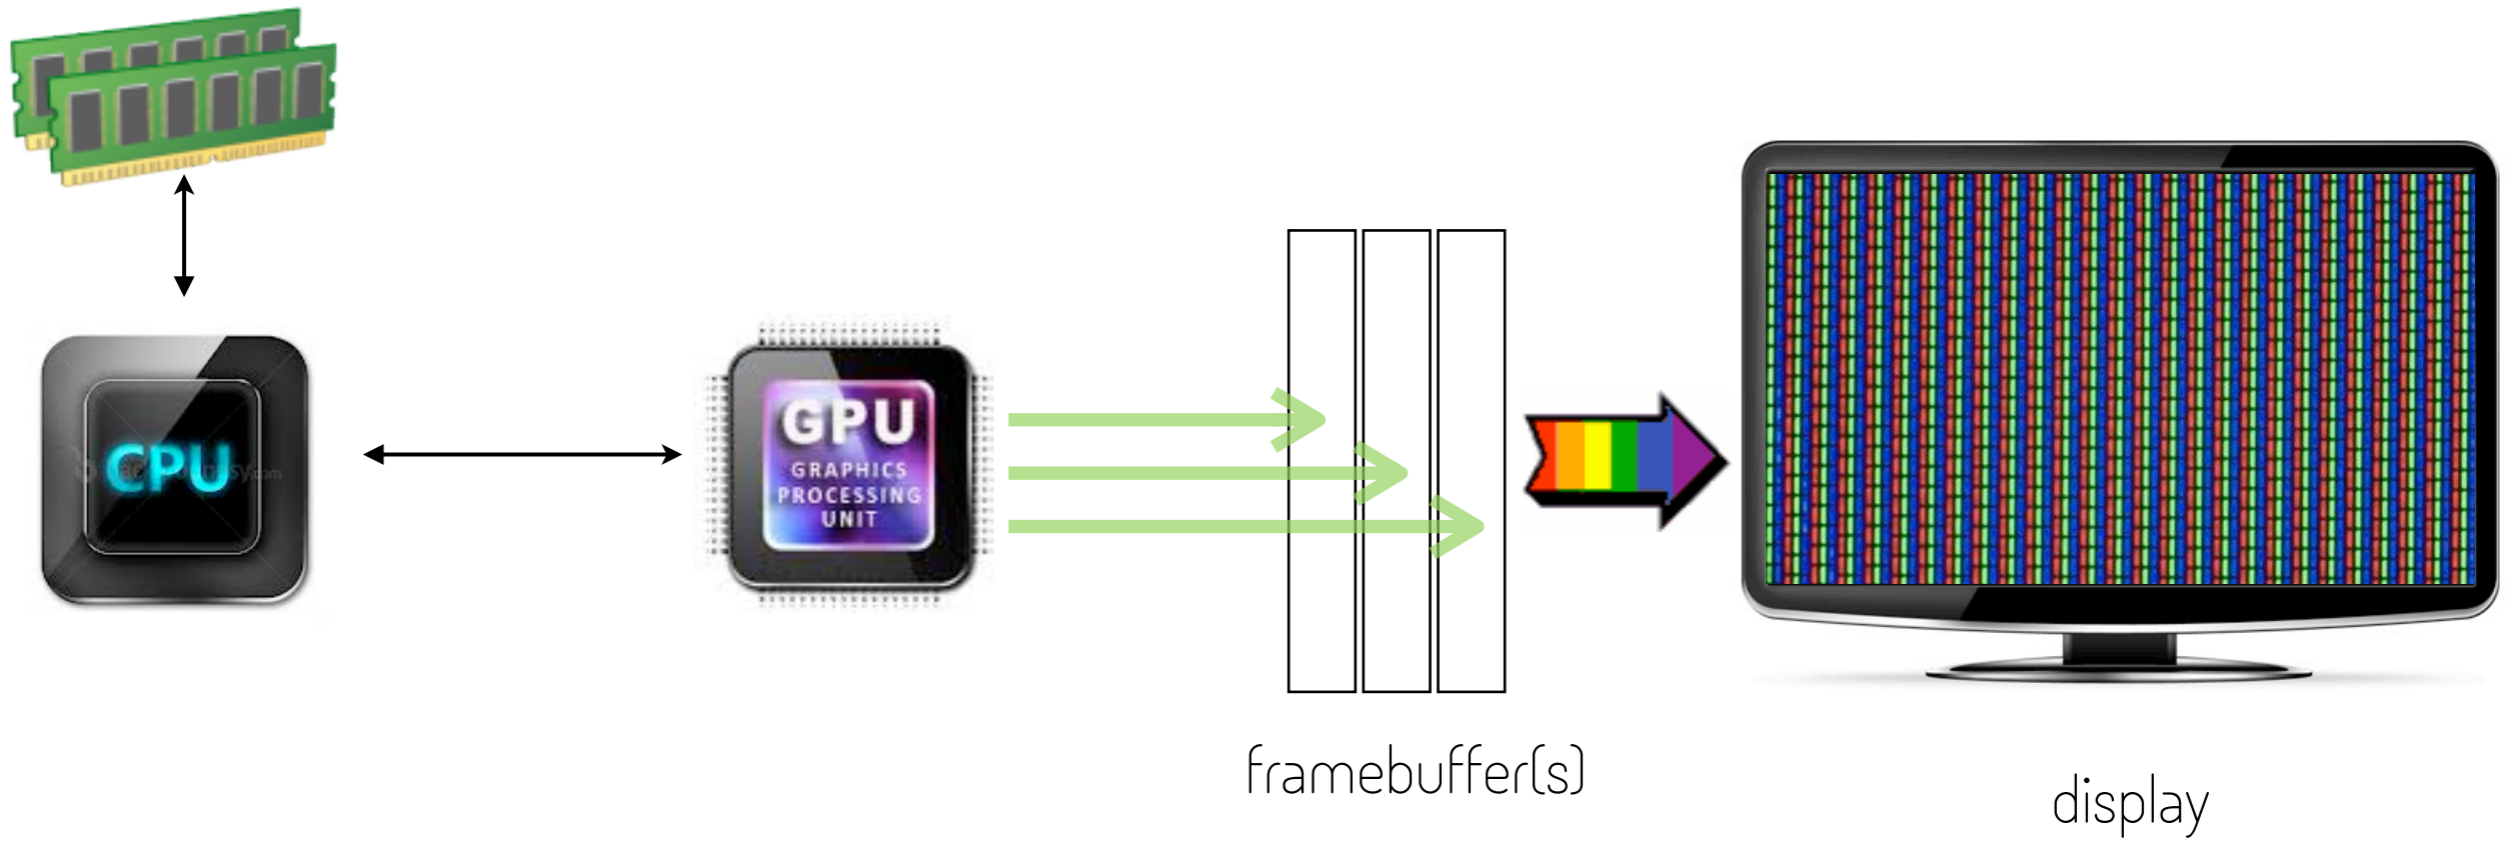 CPU
GPU
GRAPHICS
PROCESSING
UNIT
framebuffer(s)
display